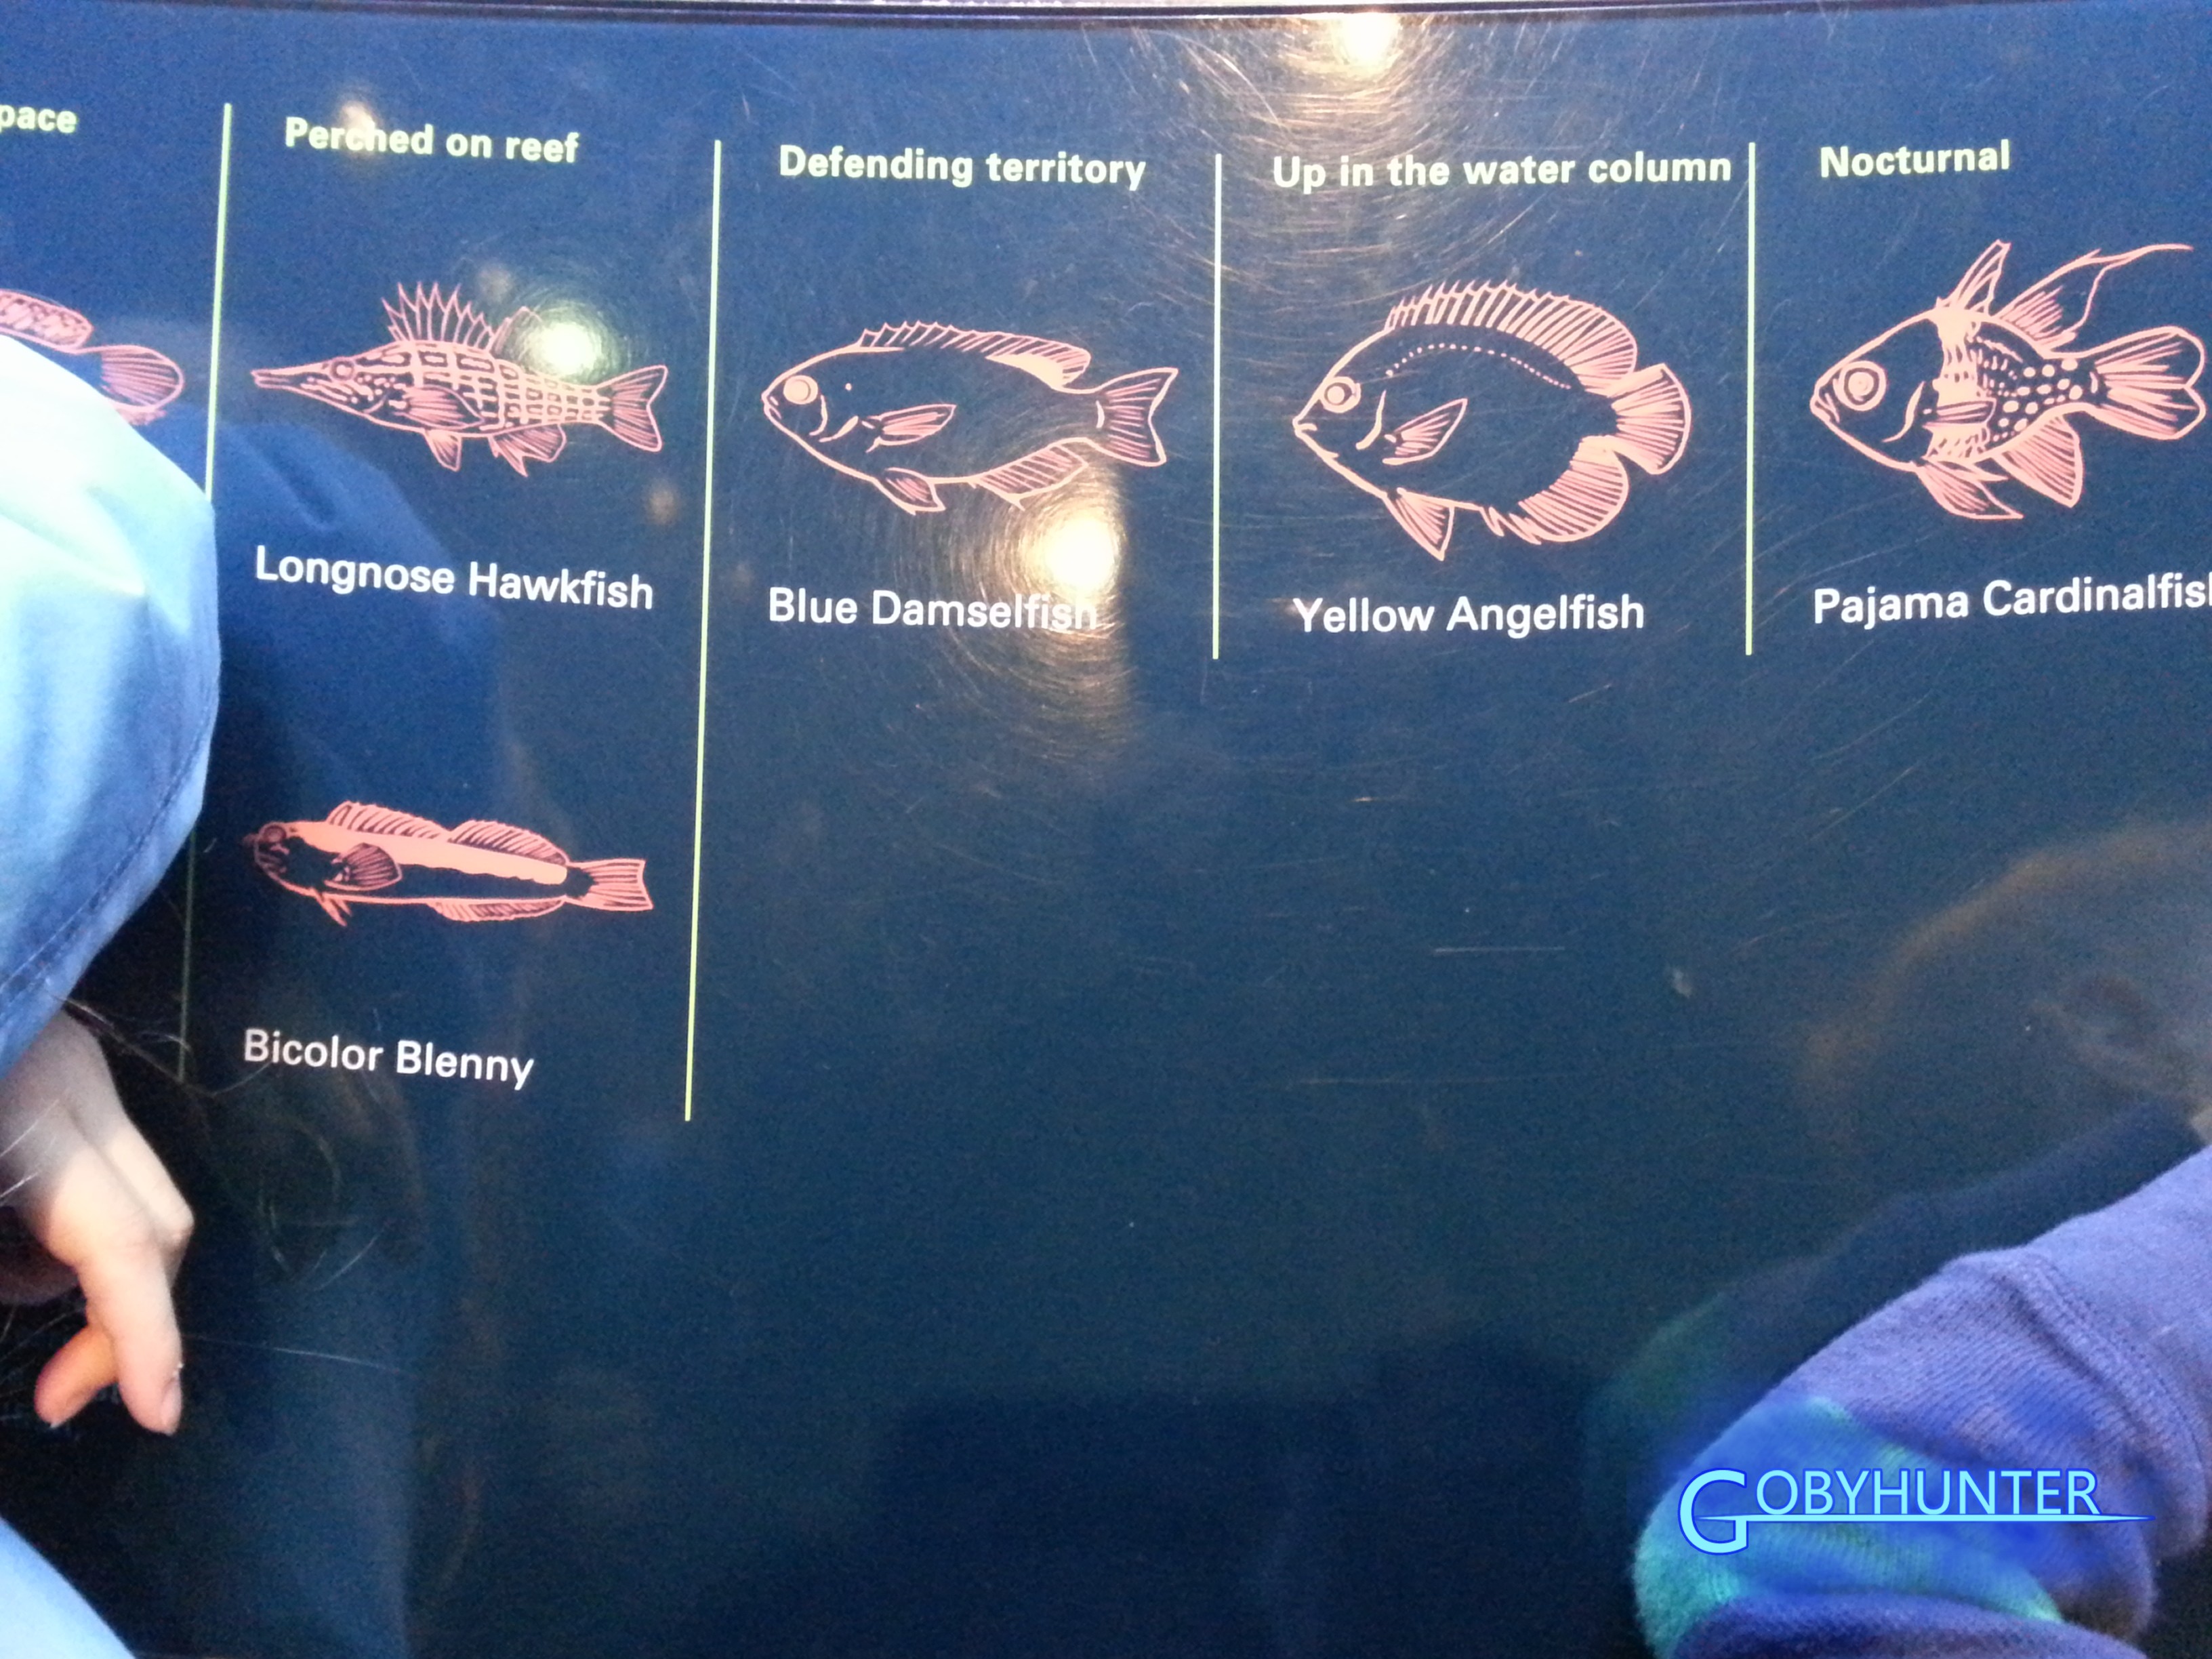 pace
Perched on reef
Defending territory
Up in the water column
Nocturnal
Longnose Hawkfish
Blue Damselfish
Yellow Angelfish
Pajama Cardinalfish
Bicolor Blenny
GOBYHUNTER